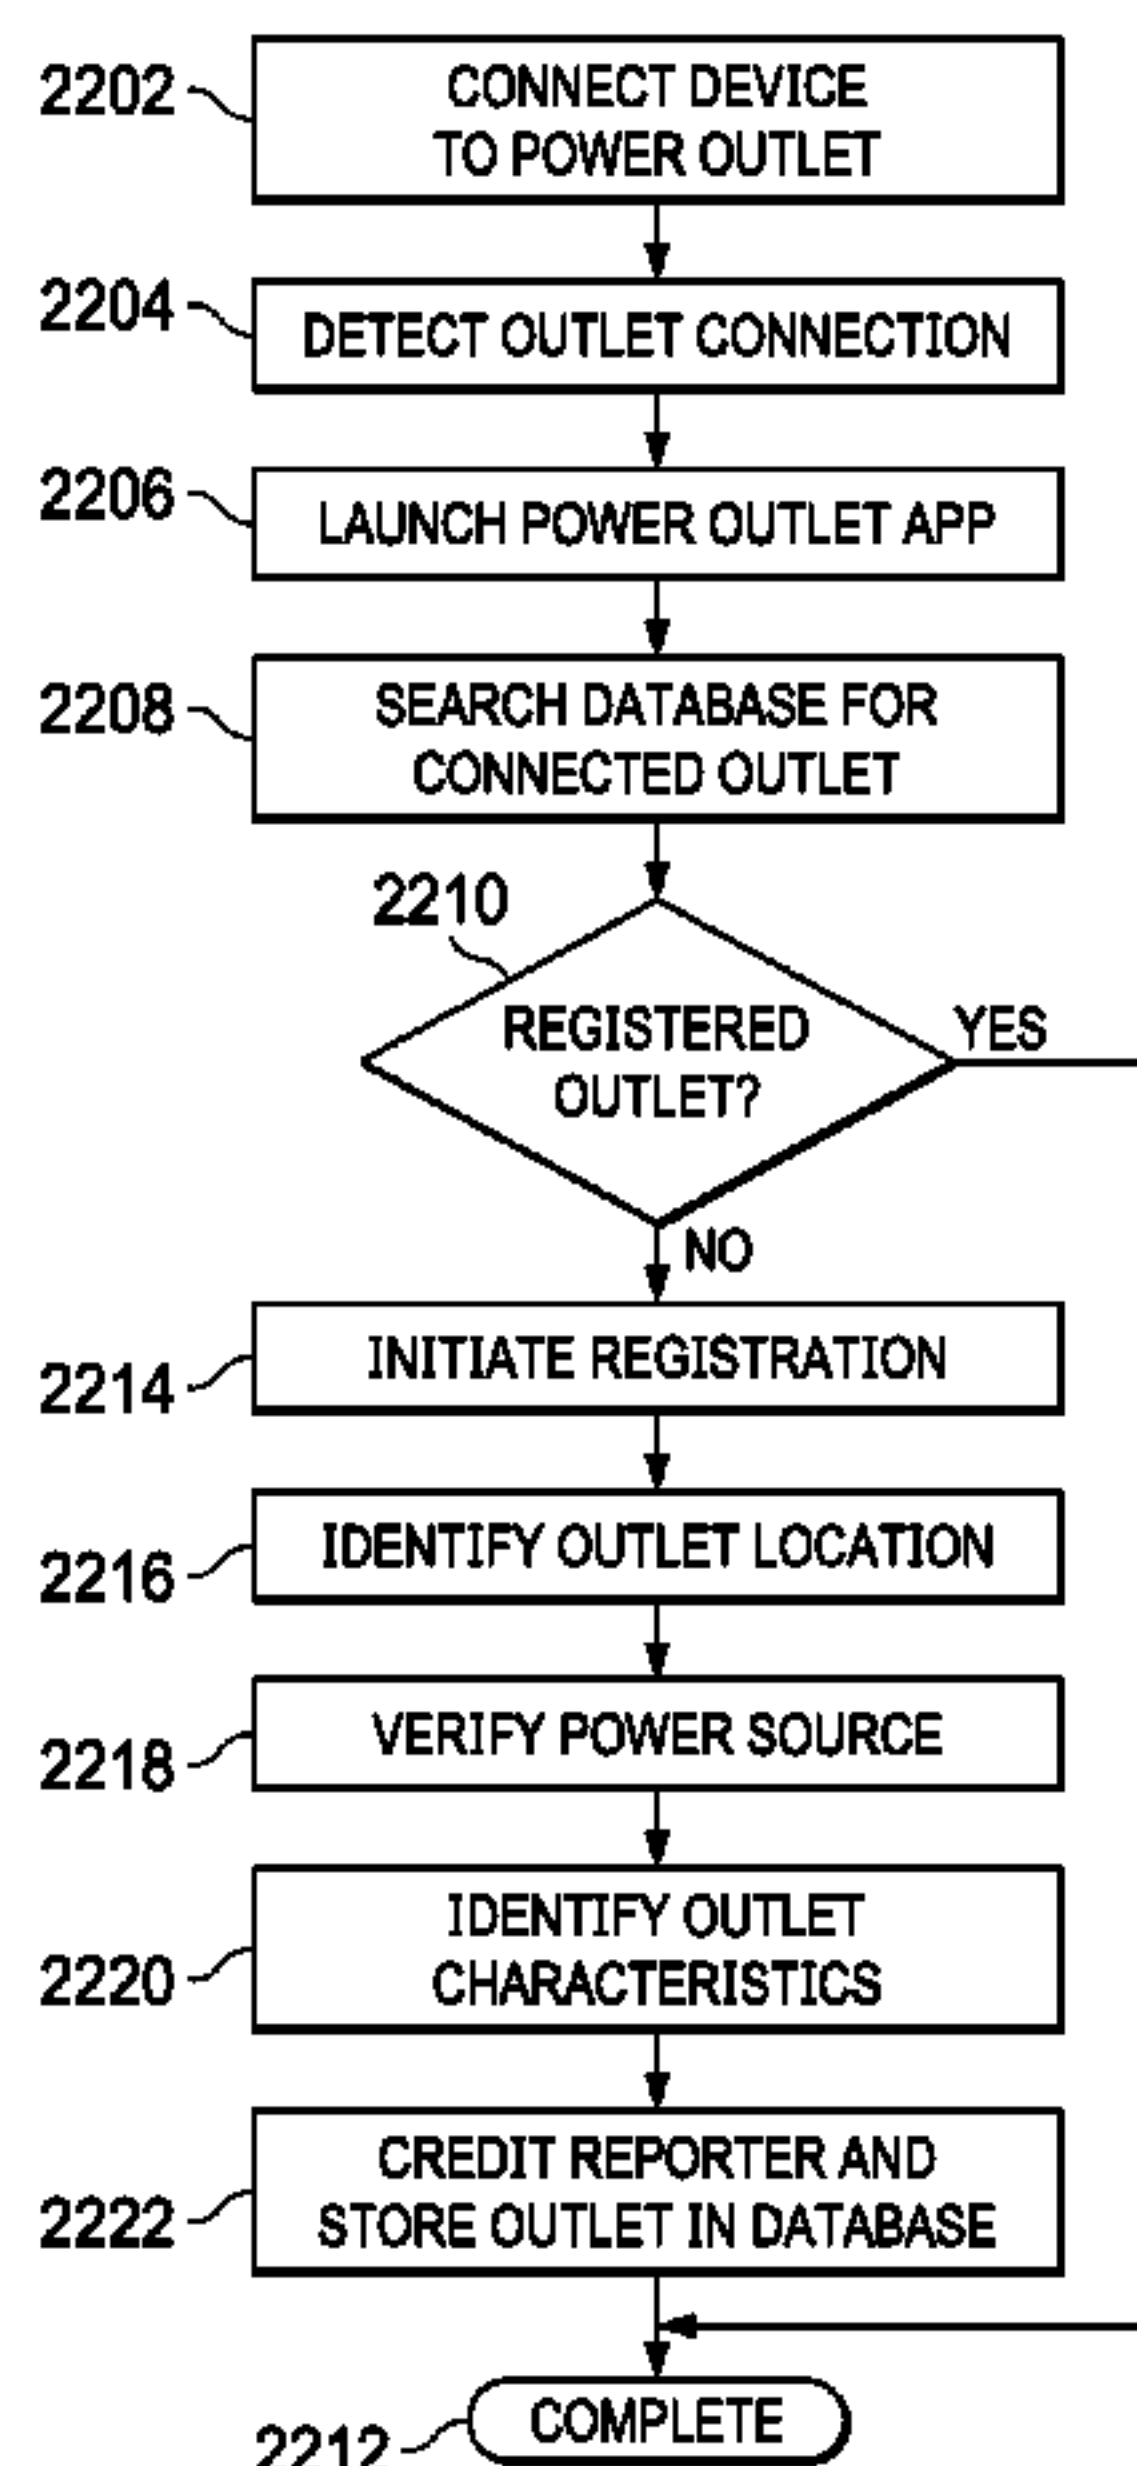 2202
CONNECT DEVICE
TO POWER OUTLET
2204
DETECT OUTLET CONNECTION
2206
LAUNCH POWER OUTLET APP
2208
SEARCH DATABASE FOR
CONNECTED OUTLET
2210
REGISTERED
OUTLET?
YES
NO
2214
INITIATE REGISTRATION
2216
IDENTIFY OUTLET LOCATION
2218
VERIFY POWER SOURCE
2220
IDENTIFY OUTLET
CHARACTERISTICS
2222
CREDIT REPORTER AND
STORE OUTLET IN DATABASE
COMPLETE
2212